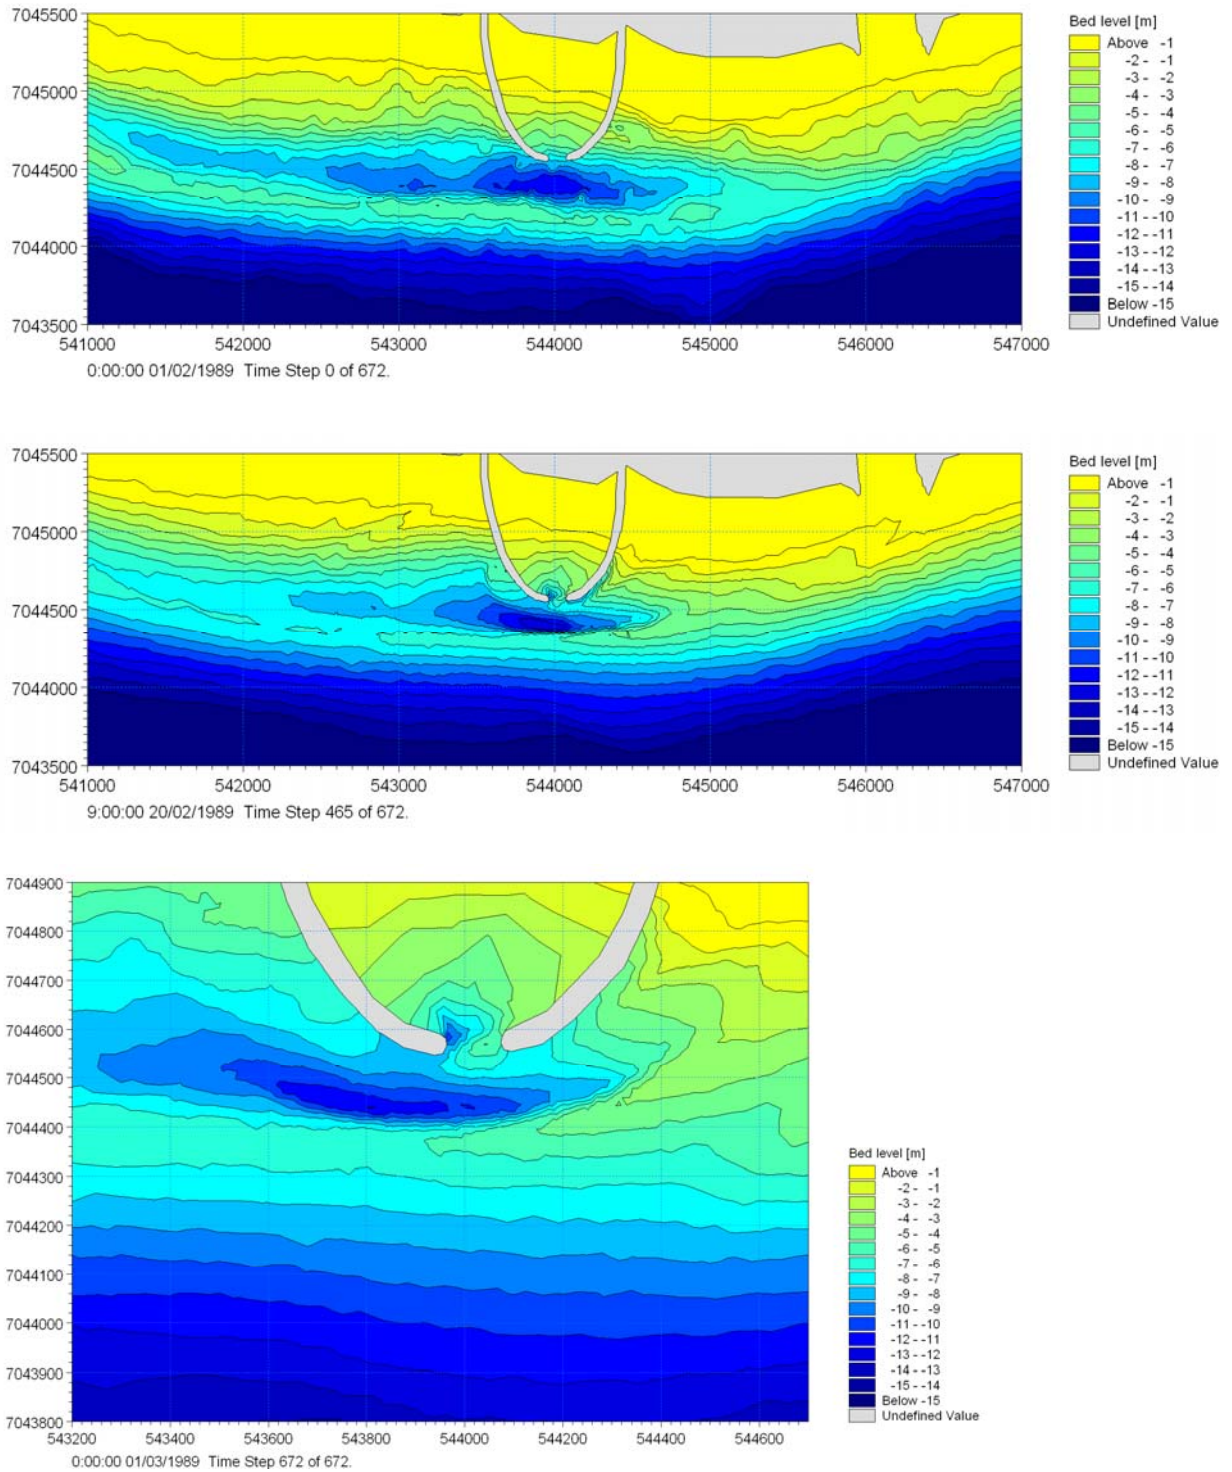 7045500
7045000
7044500
7044000
7043500
541000 542000 543000 544000 545000 546000 547000
0:00:00 01/02/1989 Time Step 0 of 672.
Bed level [m]
Above -1
-2 - -1
-3 - -2
-4 - -3
-5 - -4
-6 - -5
-7 - -6
-8 - -7
-9 - -8
-10 - -9
-11 - -10
-12 - -11
-13 - -12
-14 - -13
-15 - -14
Below -15
Undefined Value
7045500
7045000
7044500
7044000
7043500
541000 542000 543000 544000 545000 546000 547000
9:00:00 20/02/1989 Time Step 465 of 672.
Bed level [m]
Above -1
-2 - -1
-3 - -2
-4 - -3
-5 - -4
-6 - -5
-7 - -6
-8 - -7
-9 - -8
-10 - -9
-11 - -10
-12 - -11
-13 - -12
-14 - -13
-15 - -14
Below -15
Undefined Value
7044900
7044800
7044700
7044600
7044500
7044400
7044300
7044200
7044100
7044000
7043900
7043800
543200 543400 543600 543800 544000 544200 544400 544600
0:00:00 01/03/1989 Time Step 672 of 672.
Bed level [m]
Above -1
-2 - -1
-3 - -2
-4 - -3
-5 - -4
-6 - -5
-7 - -6
-8 - -7
-9 - -8
-10 - -9
-11 - -10
-12 - -11
-13 - -12
-14 - -13
-15 - -14
Below -15
Undefined Value